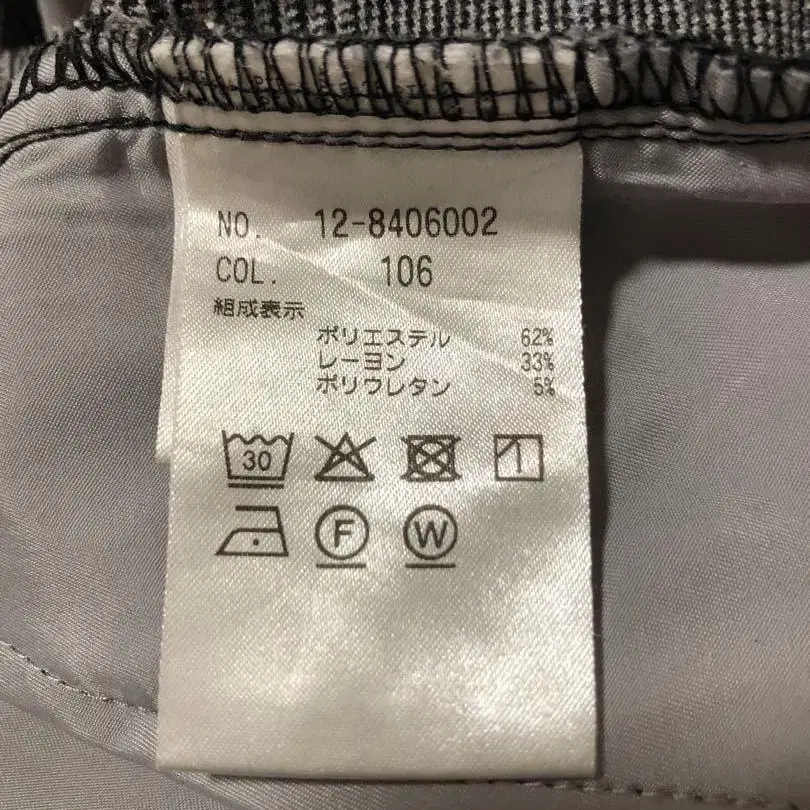 NO. 12-8406002
COL. 106
組成表示
ポリエステル 62%
レーヨン 33%
ポリウレタン 5%
30
F W